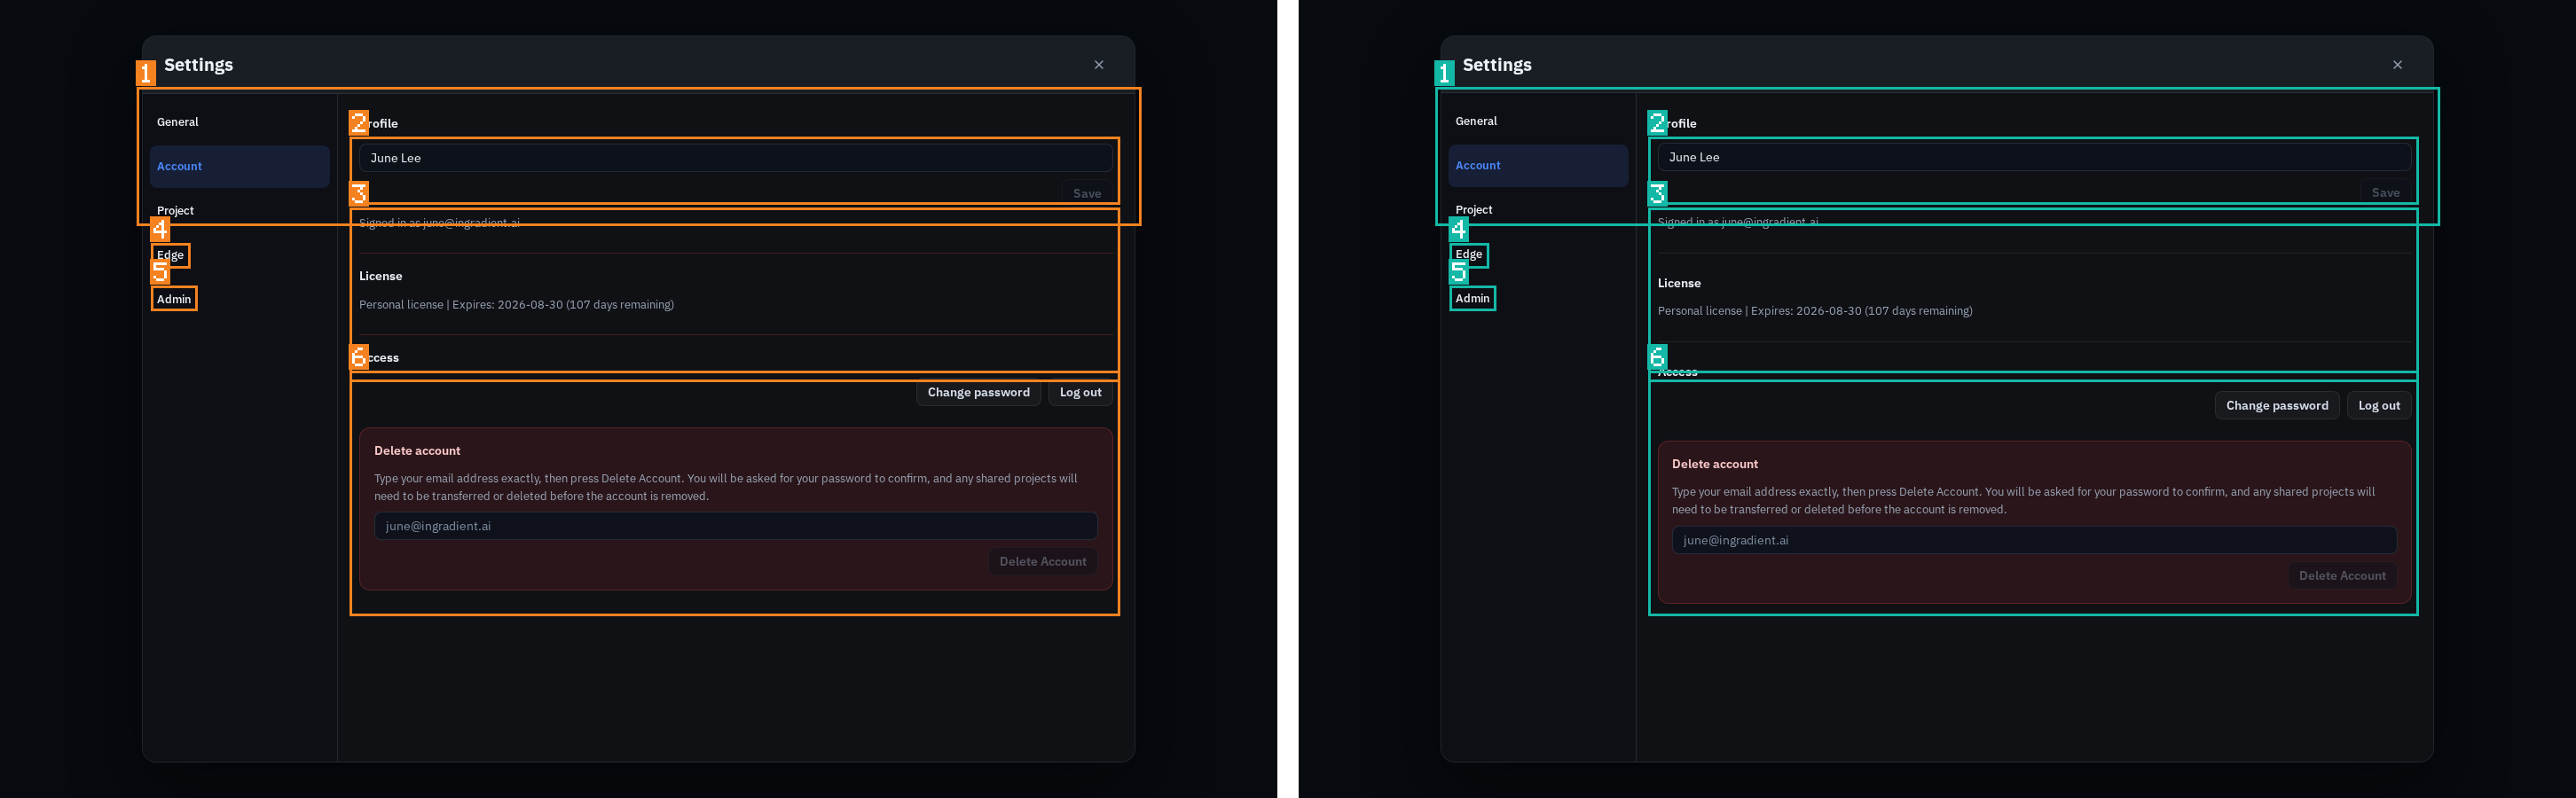 Settings
×
1
General
2
Profile
Account
June Lee
3
Save
Project
Signed in as june@ingradient.ai
4
Edge
5
License
Admin
Personal license | Expires: 2026-08-30 (107 days remaining)
6
Access
Change password
Log out
Delete account
Type your email address exactly, then press Delete Account. You will be asked for your password to confirm, and any shared projects will
need to be transferred or deleted before the account is removed.
june@ingradient.ai
Delete Account
Settings
×
1
General
2
Profile
Account
June Lee
3
Save
Project
Signed in as june@ingradient.ai
4
Edge
5
License
Admin
Personal license | Expires: 2026-08-30 (107 days remaining)
6
Access
Change password
Log out
Delete account
Type your email address exactly, then press Delete Account. You will be asked for your password to confirm, and any shared projects will
need to be transferred or deleted before the account is removed.
june@ingradient.ai
Delete Account